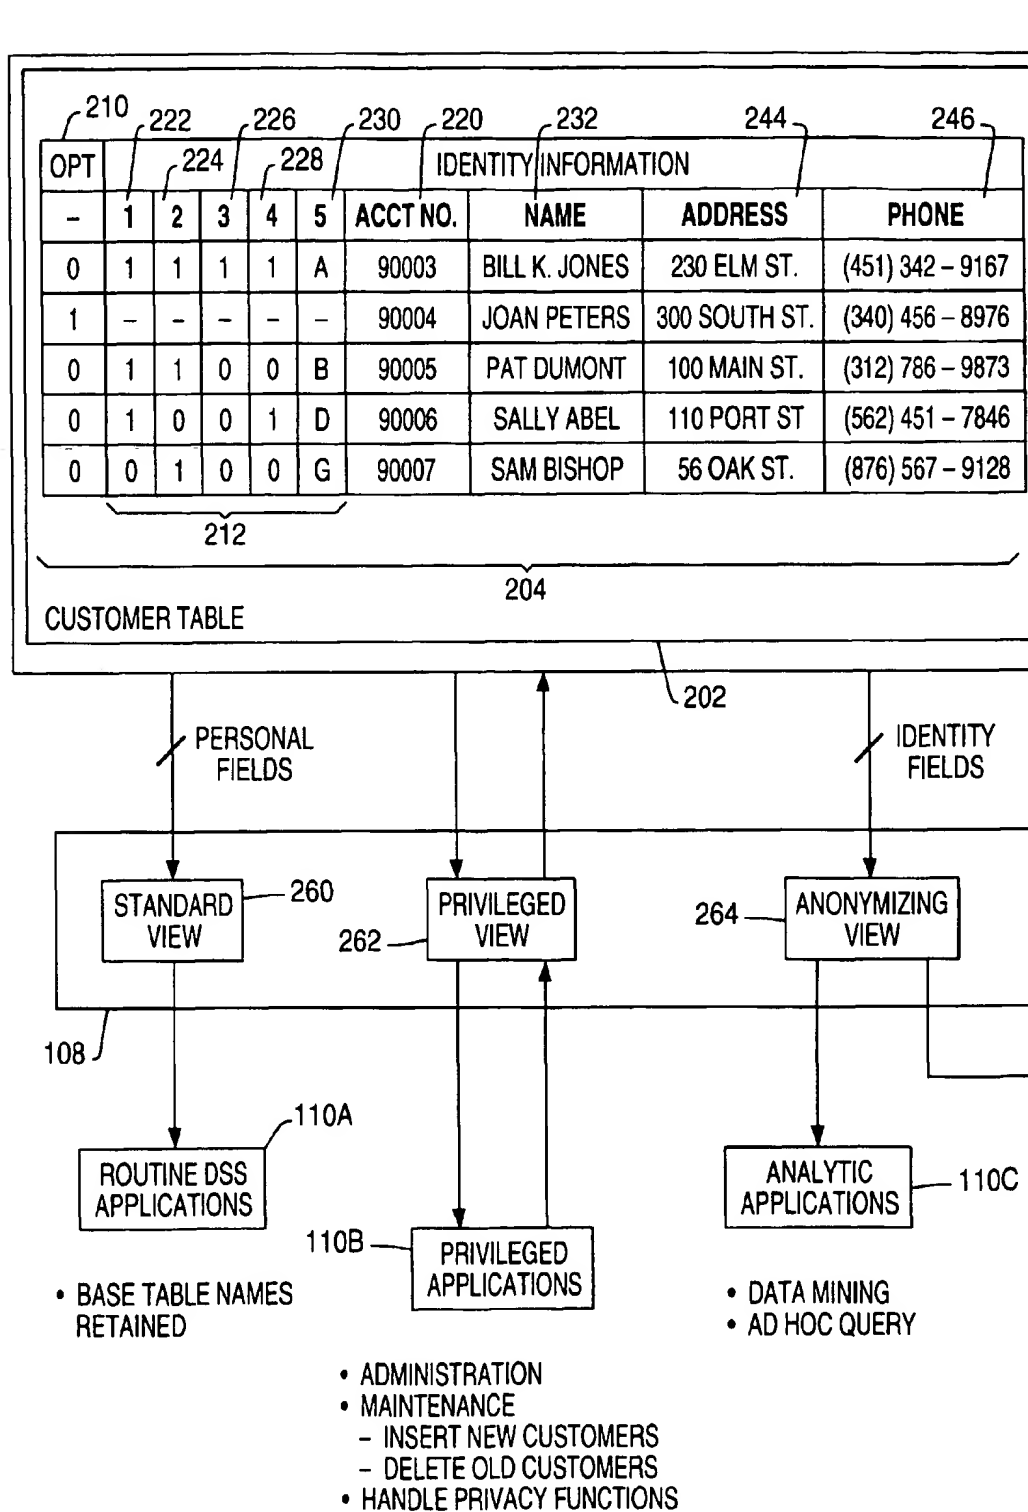 210 222 226 230 220 232 244 246
OPT 224 228 IDENTITY INFORMATION
– 1 2 3 4 5 ACCT NO. NAME ADDRESS PHONE
0 1 1 1 1 A 90003 BILL K. JONES 230 ELM ST. (451) 342 – 9167
1 – – – – – 90004 JOAN PETERS 300 SOUTH ST. (340) 456 – 8976
0 1 1 0 0 B 90005 PAT DUMONT 100 MAIN ST. (312) 786 – 9873
0 1 0 0 1 D 90006 SALLY ABEL 110 PORT ST (562) 451 – 7846
0 0 1 0 0 G 90007 SAM BISHOP 56 OAK ST. (876) 567 – 9128
212
204
CUSTOMER TABLE
202
PERSONAL
FIELDS
IDENTITY
FIELDS
STANDARD
VIEW
260
PRIVILEGED
VIEW
262
264
ANONYMIZING
VIEW
108
110A
ROUTINE DSS
APPLICATIONS
• BASE TABLE NAMES
RETAINED
110B
PRIVILEGED
APPLICATIONS
ANALYTIC
APPLICATIONS
110C
• DATA MINING
• AD HOC QUERY
• ADMINISTRATION
• MAINTENANCE
– INSERT NEW CUSTOMERS
– DELETE OLD CUSTOMERS
• HANDLE PRIVACY FUNCTIONS